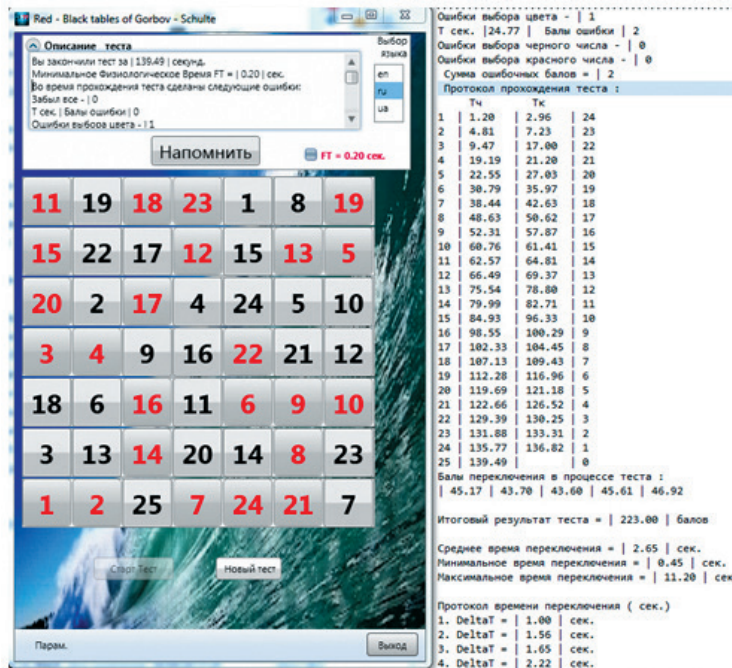 Red - Black tables of Gorbov - Schulte
Описание теста
Выбор
языка
Вы закончили тест за | 139.49 | секунд.
Минимальное Физиологическое Время FT = | 0.20 | сек.
Во время прохождения теста сделаны следующие ошибки:
Забыл все - | 0
T сек. | Балы ошибки | 0
Ошибки выбора цвета - | 1
en
ru
ua
Напомнить
FT = 0.20 сек.
11 19 18 23 1 8 19
15 22 17 12 15 13 5
20 2 17 4 24 5 10
3 4 9 16 22 21 12
18 6 16 11 6 9 10
3 13 14 20 14 8 23
1 2 25 7 24 21 7
Старт Тест
Новый тест
Парам.
Выход
Ошибки выбора цвета - | 1
T сек. |24.77 | Балы ошибки | 2
Ошибки выбора черного числа - | 0
Ошибки выбора красного числа - | 0
Сумма ошибочных балов = | 2
Протокол прохождения теста :
Тч Тк
1 | 1.20 | 2.96 | 24
2 | 4.81 | 7.23 | 23
3 | 9.47 | 17.00 | 22
4 | 19.19 | 21.20 | 21
5 | 22.55 | 27.03 | 20
6 | 30.79 | 35.97 | 19
7 | 38.44 | 42.63 | 18
8 | 48.63 | 50.62 | 17
9 | 52.31 | 57.87 | 16
10 | 60.76 | 61.41 | 15
11 | 62.57 | 64.81 | 14
12 | 66.49 | 69.37 | 13
13 | 75.54 | 78.80 | 12
14 | 79.99 | 82.71 | 11
15 | 84.93 | 96.33 | 10
16 | 98.55 | 100.29 | 9
17 | 102.33 | 104.45 | 8
18 | 107.13 | 109.43 | 7
19 | 112.28 | 116.96 | 6
20 | 119.69 | 121.18 | 5
21 | 122.66 | 126.52 | 4
22 | 129.39 | 130.25 | 3
23 | 131.88 | 133.31 | 2
24 | 135.77 | 136.82 | 1
25 | 139.49 | | 0
Балы переключения в процессе теста :
| 45.17 | 43.70 | 43.60 | 45.61 | 46.92
Итоговый результат теста = | 223.00 | балов
Среднее время переключения = | 2.65 | сек.
Минимальное время переключения = | 0.45 | сек.
Максимальное время переключения = | 11.20 | сек
Протокол времени переключения ( сек.)
1. DeltaT = | 1.00 | сек.
2. DeltaT = | 1.56 | сек.
3. DeltaT = | 1.65 | сек.
4. DeltaT = | 2.22 | сек.